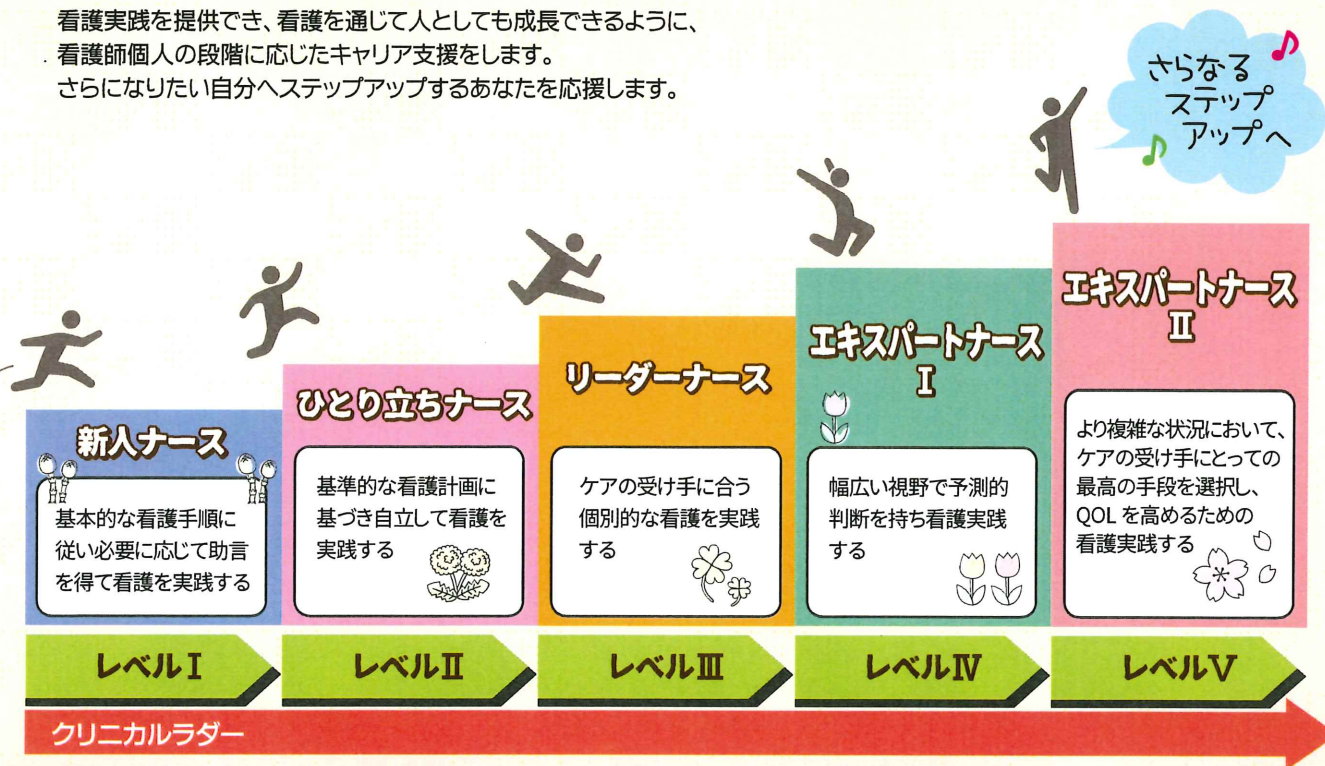 看護実践を提供でき、看護を通じて人としても成長できるように、
看護師個人の段階に応じたキャリア支援をします。
さらになりたい自分へステップアップするあなたを応援します。
さらなる
ステップ
アップへ
新人ナース
基本的な看護手順に
従い必要に応じて助言
を得て看護を実践する
ひとり立ちナース
基準的な看護計画に
基づき自立して看護を
実践する
リーダーナース
ケアの受け手に合う
個別的な看護を実践
する
エキスパートナース
Ⅰ
幅広い視野で予測的
判断を持ち看護実践
する
エキスパートナース
Ⅱ
より複雑な状況において、
ケアの受け手にとっての
最高の手段を選択し、
QOLを高めるための
看護実践する
レベルⅠ
レベルⅡ
レベルⅢ
レベルⅣ
レベルⅤ
クリニカルラダー